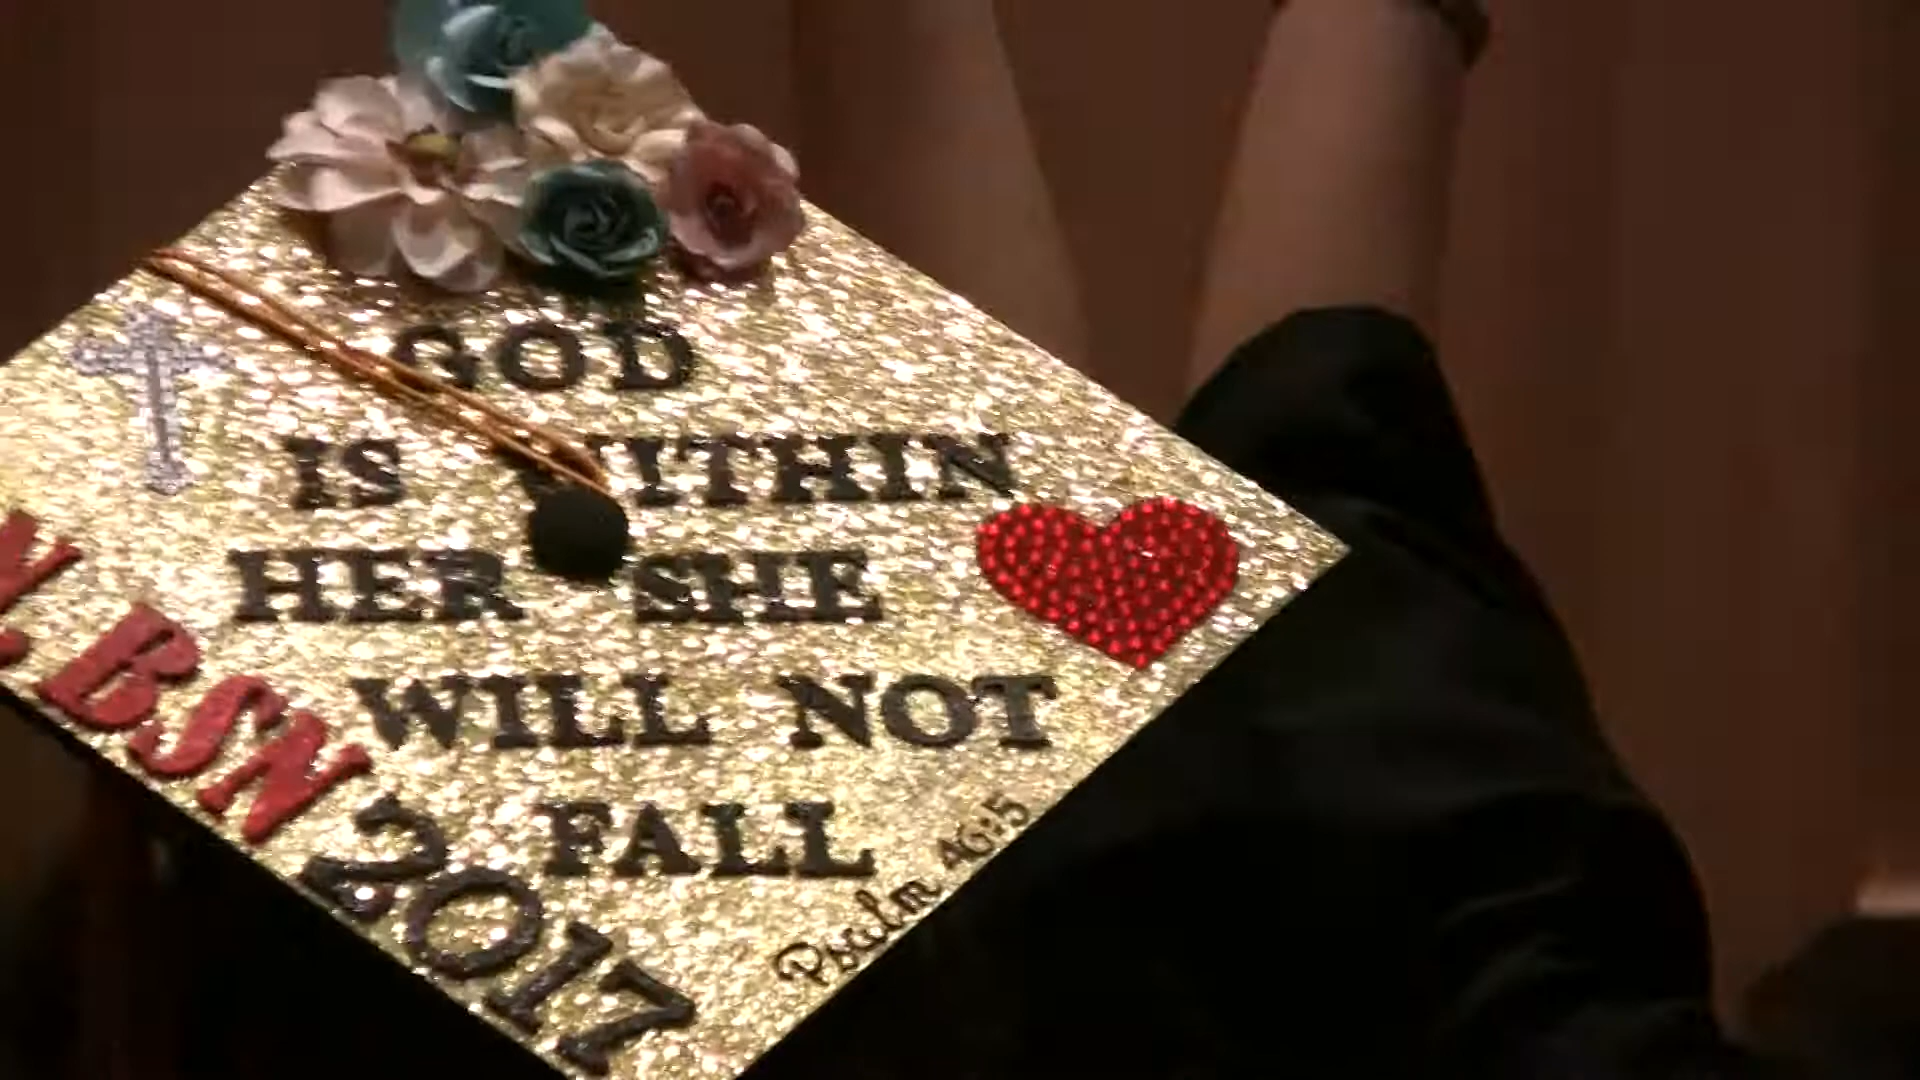 GOD
IS WITHIN
HER SHE
WILL NOT
FALL
Psalm 46:5
BSN
2017